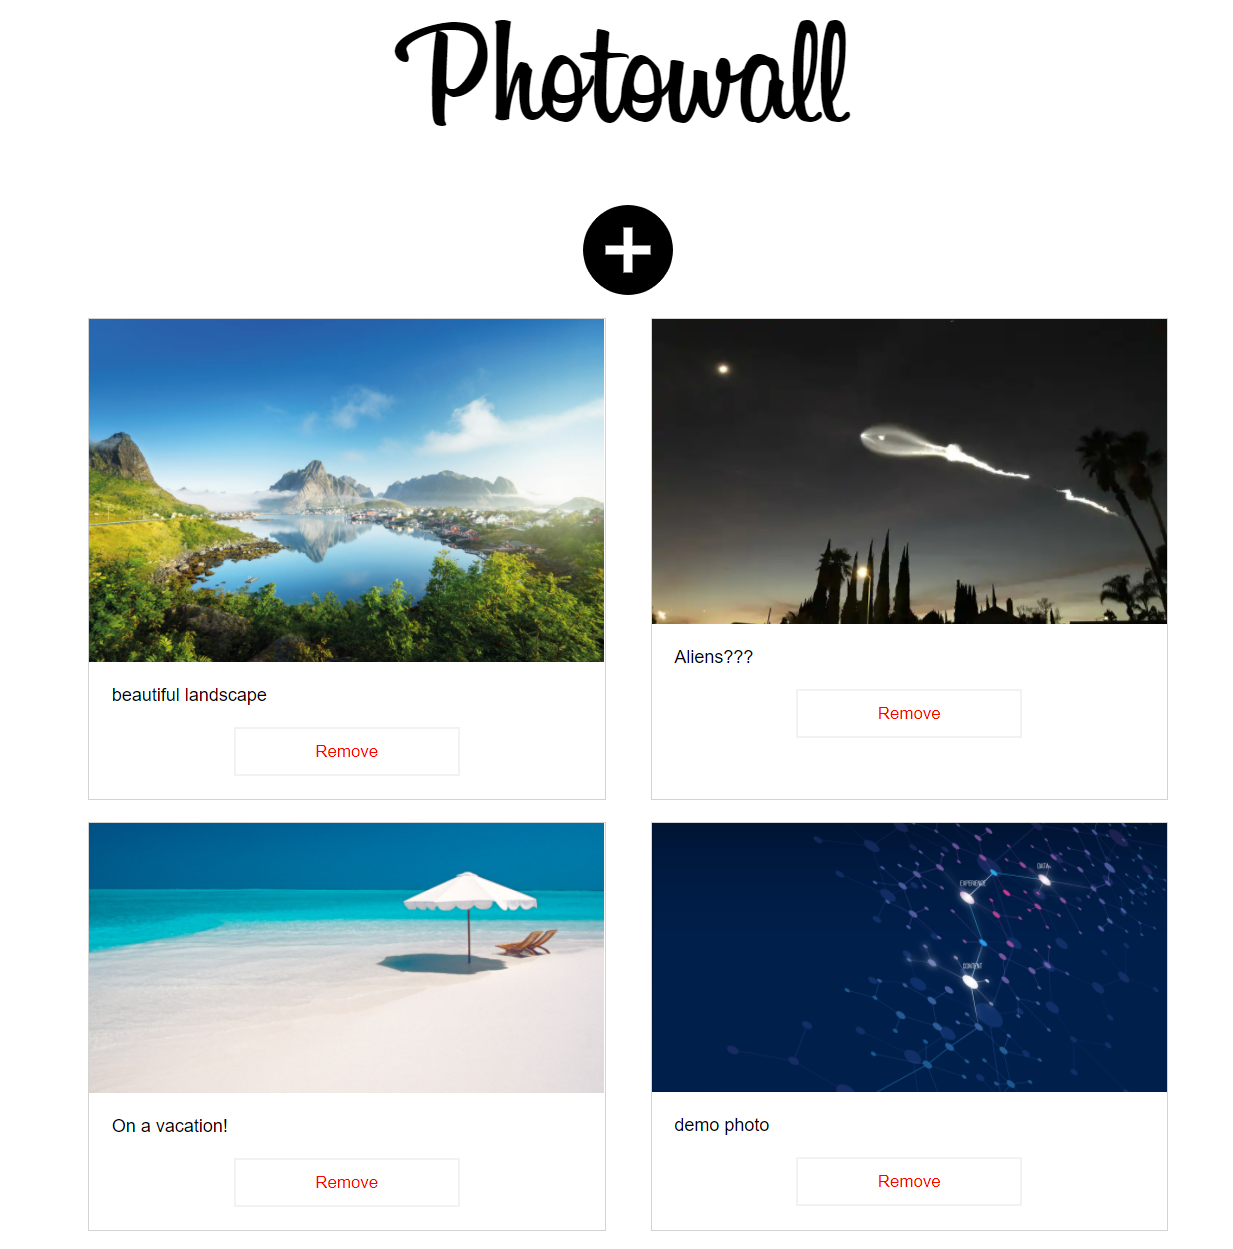 Photowall
beautiful landscape
Remove
Aliens???
Remove
On a vacation!
Remove
EXPERIENCE
DATA
CONTENT
demo photo
Remove